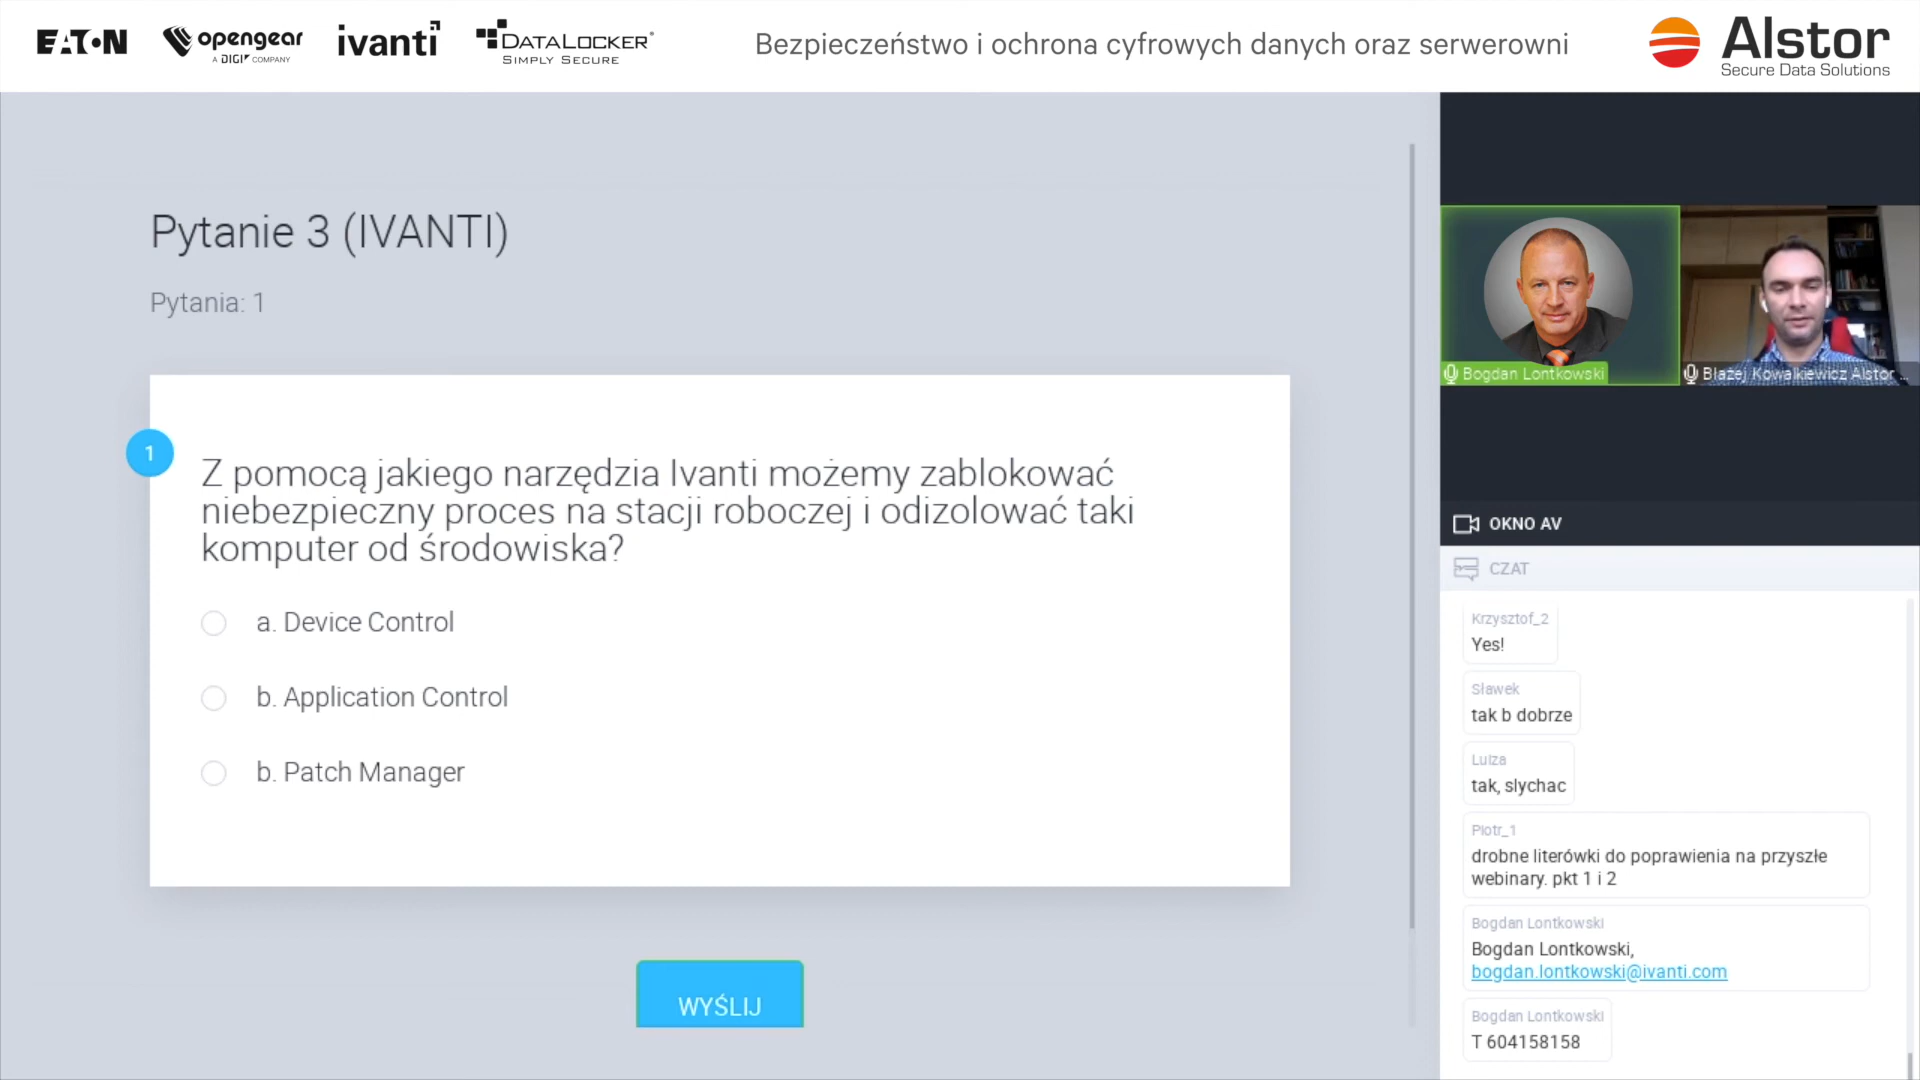 EATON
opengear
A DIGI COMPANY
ivanti
DATALOCKER
SIMPLY SECURE
Bezpieczeństwo i ochrona cyfrowych danych oraz serwerowni
Alstor
Secure Data Solutions
Pytanie 3 (IVANTI)
Pytania: 1
1
Z pomocą jakiego narzędzia Ivanti możemy zablokować
niebezpieczny proces na stacji roboczej i odizolować taki
komputer od środowiska?
a. Device Control
b. Application Control
b. Patch Manager
WYŚLIJ
Bogdan Lontkowski
Błażej Kowalkiewicz Alstor ...
OKNO AV
CZAT
Krzysztof_2
Yes!
Sławek
tak b dobrze
Luiza
tak, slychac
Piotr_1
drobne literówki do poprawienia na przyszłe
webinary. pkt 1 i 2
Bogdan Lontkowski
Bogdan Lontkowski,
bogdan.lontkowski@ivanti.com
Bogdan Lontkowski
T 604158158